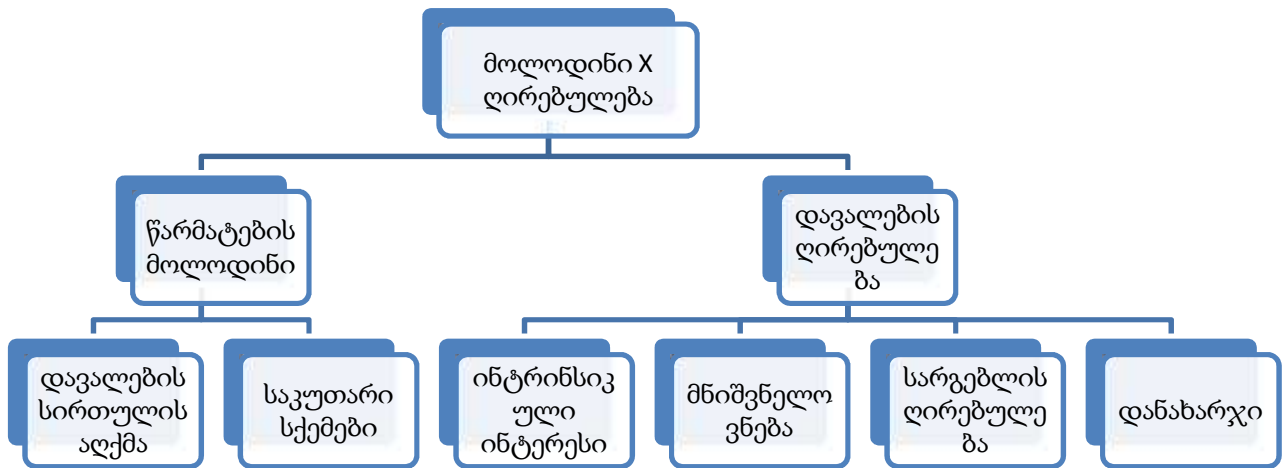 მოლოდინი X
ღირებულება
წარმატების
მოლოდინი
დავალების
ღირებულე
ბა
დავალების
სირთულის
აღქმა
საკუთარი
სქემები
ინტრინსიკ
ული
ინტერესი
მნიშვნელო
ვნება
სარგებლის
ღირებულე
ბა
დანახარჯი